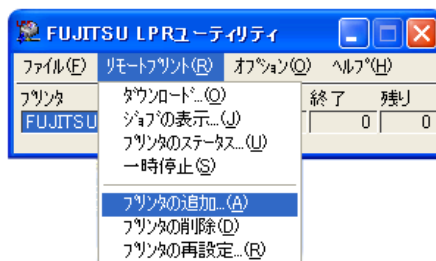 FUJITSU LPRユーティリティ
ファイル(F) リモートプリント(R) オプション(O) ヘルプ(H)
プリンタ 終了 残り
FUJITSU 0 0
ダウンロード...(O)
ジョブの表示...(J)
プリンタのステータス...(U)
一時停止(S)
プリンタの追加...(A)
プリンタの削除(D)
プリンタの再設定...(R)